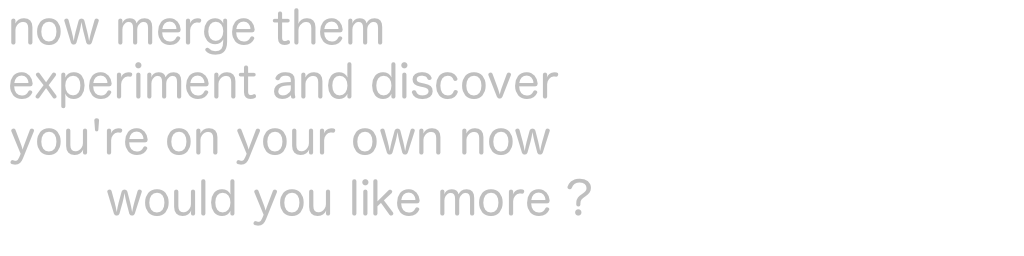 now merge them
experiment and discover
you're on your own now
would you like more ?